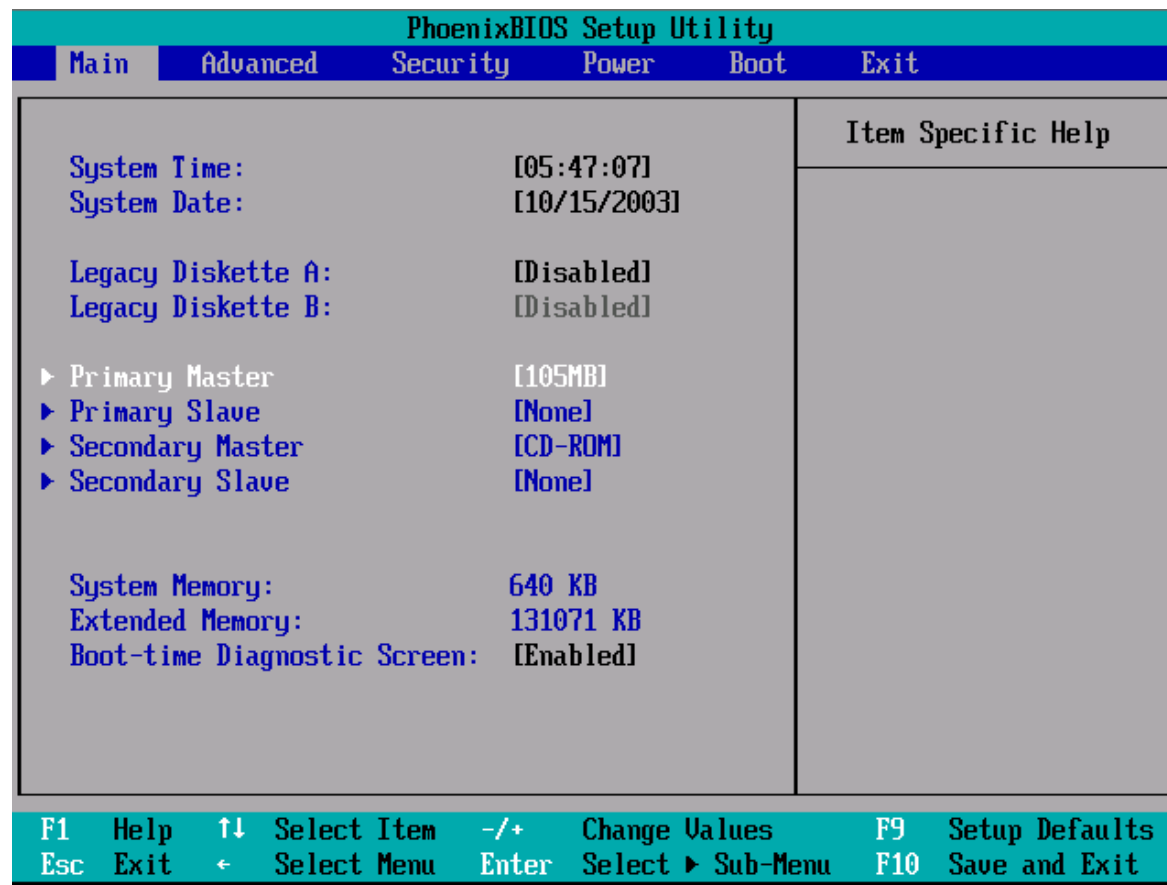 PhoenixBIOS Setup Utility
Main Advanced Security Power Boot Exit
Item Specific Help
System Time: [05:47:07]
System Date: [10/15/2003]
Legacy Diskette A: [Disabled]
Legacy Diskette B: [Disabled]
▶ Primary Master [105MB]
▶ Primary Slave [None]
▶ Secondary Master [CD-ROM]
▶ Secondary Slave [None]
System Memory: 640 KB
Extended Memory: 131071 KB
Boot-time Diagnostic Screen: [Enabled]
F1 Help ↑↓ Select Item -/+ Change Values F9 Setup Defaults
Esc Exit ← Select Menu Enter Select ▶ Sub-Menu F10 Save and Exit